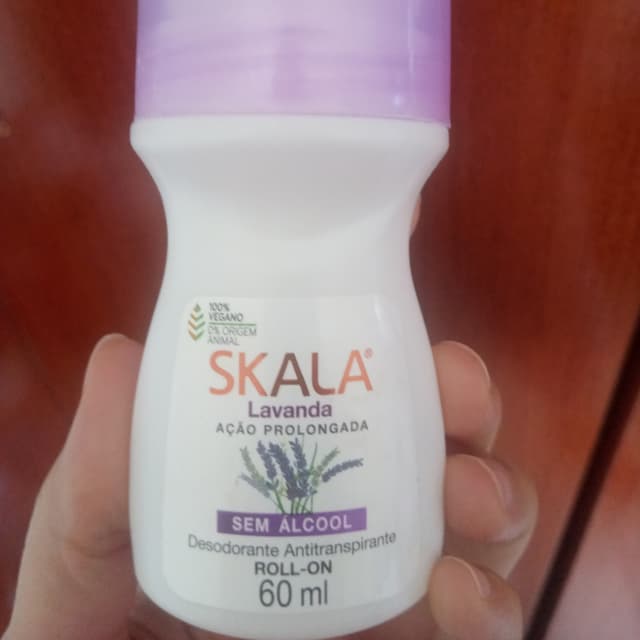 100%
VEGANO
0% ORIGEM
ANIMAL
SKALA®
Lavanda
AÇÃO PROLONGADA
SEM ÁLCOOL
Desodorante Antitranspirante
ROLL-ON
60 ml